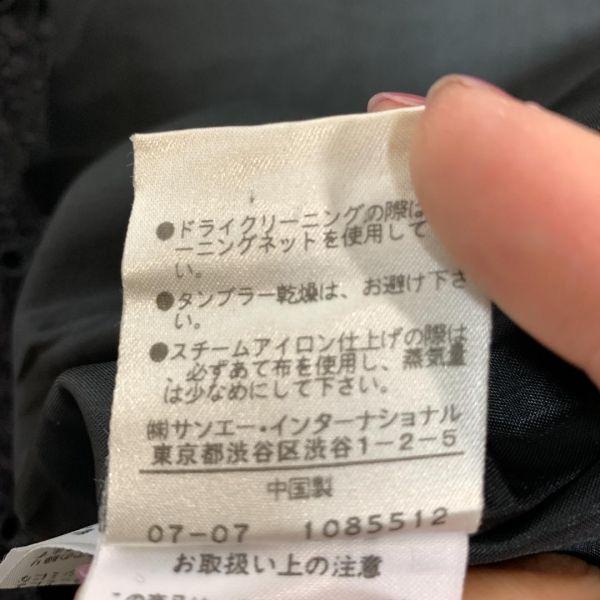 ●ドライクリーニングの際は
ーニングネットを使用して
い。
●タンブラー乾燥は、お避け下さ
い。
●スチームアイロン仕上げの際は
、必ずあて布を使用し、蒸気量
は少なめにして下さい。
㈱サンエー・インターナショナル
東京都渋谷区渋谷1-2-5
中国製
07-07 1085512
お取扱い上の注意
この商品は